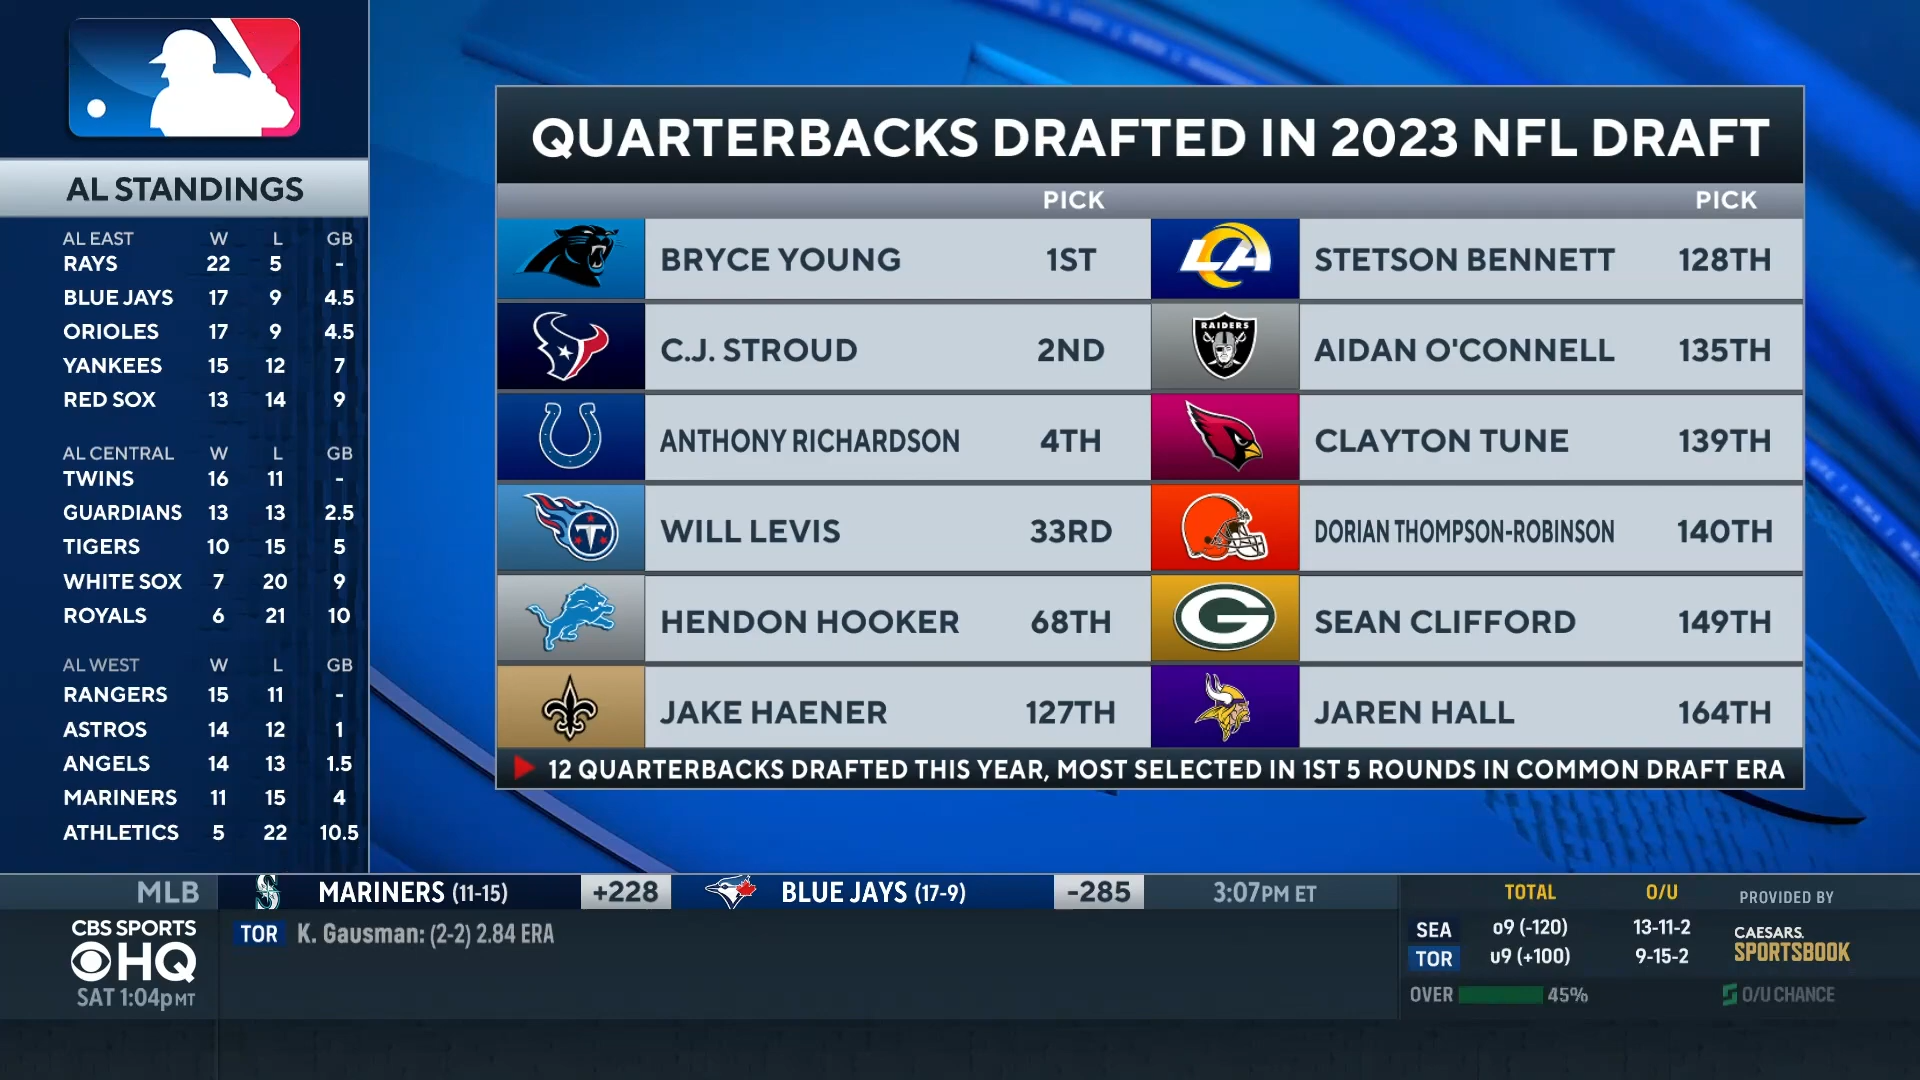 AL STANDINGS
AL EAST W L GB
RAYS 22 5 -
BLUE JAYS 17 9 4.5
ORIOLES 17 9 4.5
YANKEES 15 12 7
RED SOX 13 14 9
AL CENTRAL W L GB
TWINS 16 11 -
GUARDIANS 13 13 2.5
TIGERS 10 15 5
WHITE SOX 7 20 9
ROYALS 6 21 10
AL WEST W L GB
RANGERS 15 11 -
ASTROS 14 12 1
ANGELS 14 13 1.5
MARINERS 11 15 4
ATHLETICS 5 22 10.5
QUARTERBACKS DRAFTED IN 2023 NFL DRAFT
PICK PICK
BRYCE YOUNG 1ST LA STETSON BENNETT 128TH
C.J. STROUD 2ND RAIDERS AIDAN O'CONNELL 135TH
ANTHONY RICHARDSON 4TH CLAYTON TUNE 139TH
T WILL LEVIS 33RD DORIAN THOMPSON-ROBINSON 140TH
HENDON HOOKER 68TH G SEAN CLIFFORD 149TH
JAKE HAENER 127TH JAREN HALL 164TH
12 QUARTERBACKS DRAFTED THIS YEAR, MOST SELECTED IN 1ST 5 ROUNDS IN COMMON DRAFT ERA
MLB S MARINERS (11-15) +228 BLUE JAYS (17-9) -285 3:07PM ET
TOR K. Gausman: (2-2) 2.84 ERA
CBS SPORTS
HQ
SAT 1:04pMT
TOTAL O/U
SEA o9 (-120) 13-11-2
TOR u9 (+100) 9-15-2
OVER 45%
PROVIDED BY
CAESARS
SPORTSBOOK
S O/U CHANCE